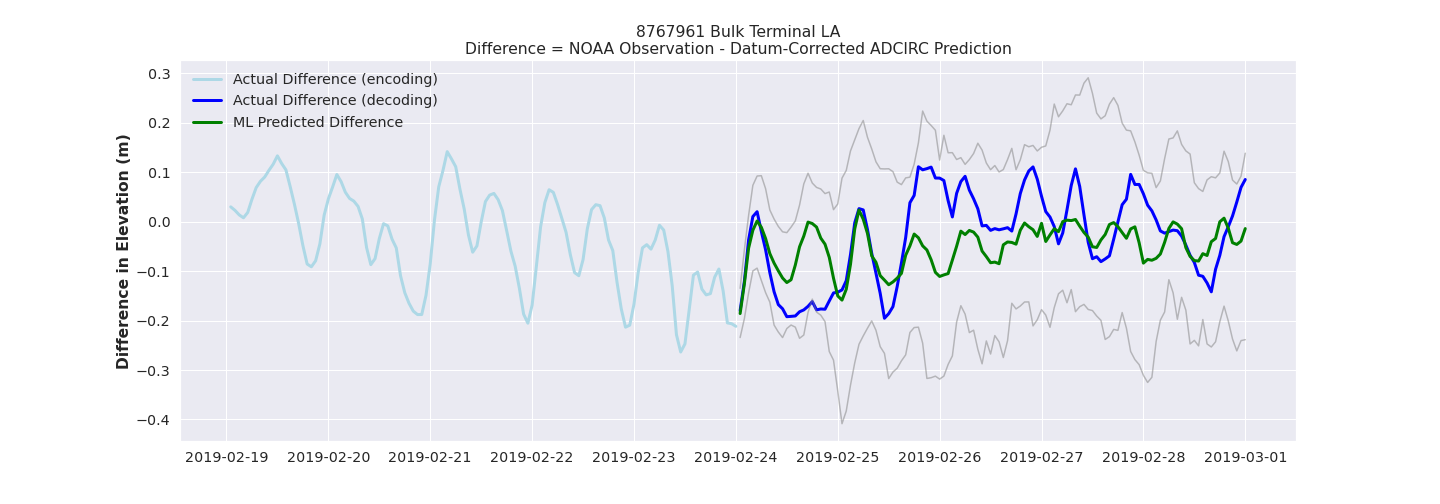 8767961 Bulk Terminal LA
Difference = NOAA Observation - Datum-Corrected ADCIRC Prediction
Actual Difference (encoding)
Actual Difference (decoding)
ML Predicted Difference
Difference in Elevation (m)
0.3
0.2
0.1
0.0
−0.1
−0.2
−0.3
−0.4
2019-02-19 2019-02-20 2019-02-21 2019-02-22 2019-02-23 2019-02-24 2019-02-25 2019-02-26 2019-02-27 2019-02-28 2019-03-01